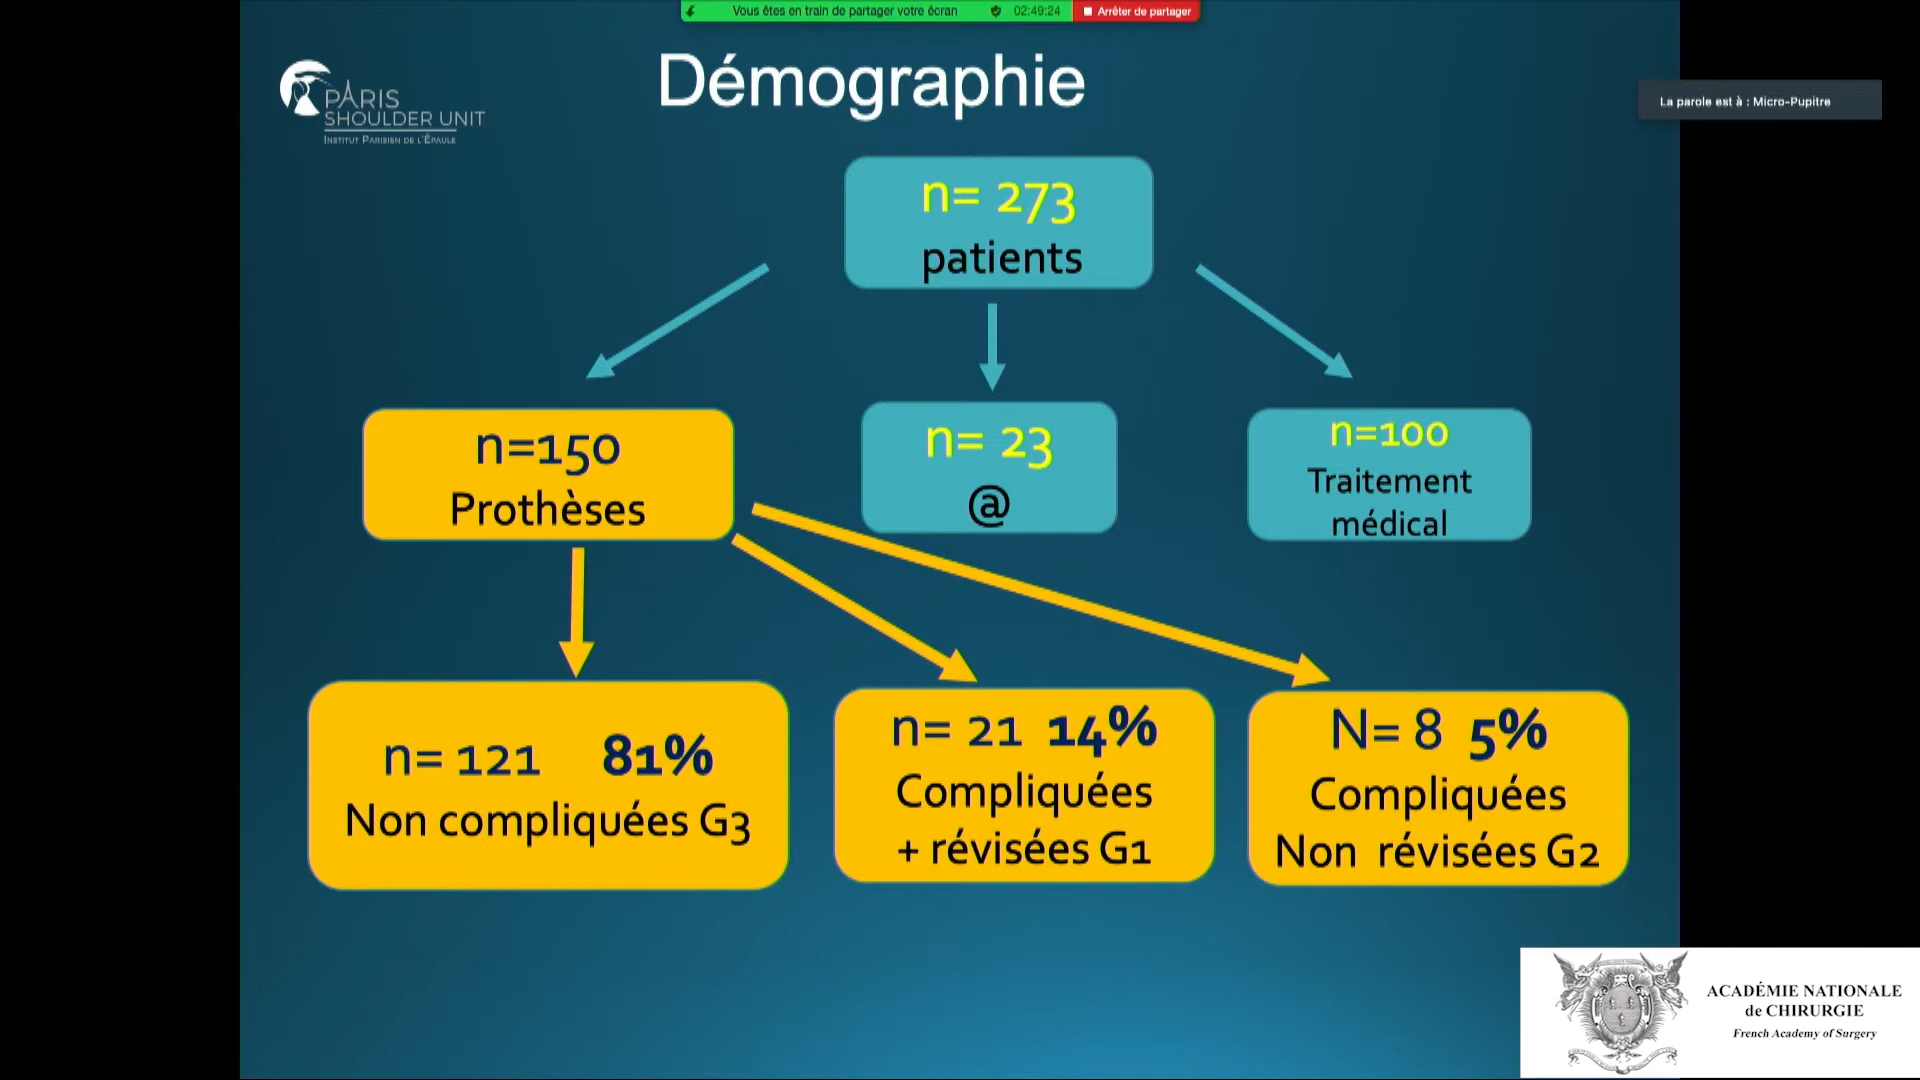 Vous êtes en train de partager votre écran
02:49:24
Arrêter de partager
Démographie
PARIS
SHOULDER UNIT
INSTITUT PARISIEN DE L'ÉPAULE
La parole est à : Micro-Pupitre
n= 273
patients
n=150
Prothèses
n= 23
@
n=100
Traitement
médical
n= 121 81%
Non compliquées G3
n= 21 14%
Compliquées
+ révisées G1
N= 8 5%
Compliquées
Non révisées G2
ACADÉMIE NATIONALE
de CHIRURGIE
French Academy of Surgery